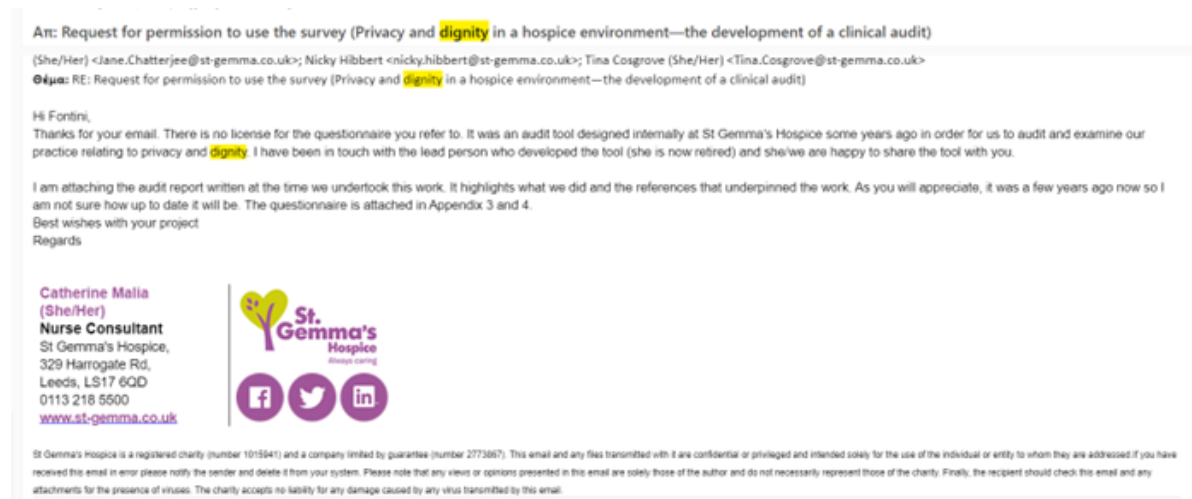 Απ: Request for permission to use the survey (Privacy and dignity in a hospice environment—the development of a clinical audit)
(She/Her) <Jane.Chatterjee@st-gemma.co.uk>; Nicky Hibbert <nicky.hibbert@st-gemma.co.uk>; Tina Cosgrove (She/Her) <Tina.Cosgrove@st-gemma.co.uk>
Θέμα: RE: Request for permission to use the survey (Privacy and dignity in a hospice environment—the development of a clinical audit)
Hi Fontini,
Thanks for your email. There is no license for the questionnaire you refer to. It was an audit tool designed internally at St Gemma's Hospice some years ago in order for us to audit and examine our
practice relating to privacy and dignity. I have been in touch with the lead person who developed the tool (she is now retired) and she/we are happy to share the tool with you.
I am attaching the audit report written at the time we undertook this work. It highlights what we did and the references that underpinned the work. As you will appreciate, it was a few years ago now so I
am not sure how up to date it will be. The questionnaire is attached in Appendix 3 and 4.
Best wishes with your project
Regards
Catherine Malia
(She/Her)
Nurse Consultant
St Gemma's Hospice,
329 Harrogate Rd,
Leeds, LS17 6QD
0113 218 5500
www.st-gemma.co.uk
St.
Gemma's
Hospice
Always caring
St Gemma's Hospice is a registered charity (number 1015941) and a company limited by guarantee (number 2773867). This email and any files transmitted with it are confidential or privileged and intended solely for the use of the individual or entity to whom they are addressed.If you have
received this email in error please notify the sender and delete it from your system. Please note that any views or opinions presented in this email are solely those of the author and do not necessarily represent those of the charity. Finally, the recipient should check this email and any
attachments for the presence of viruses. The charity accepts no liability for any damage caused by any virus transmitted by this email.